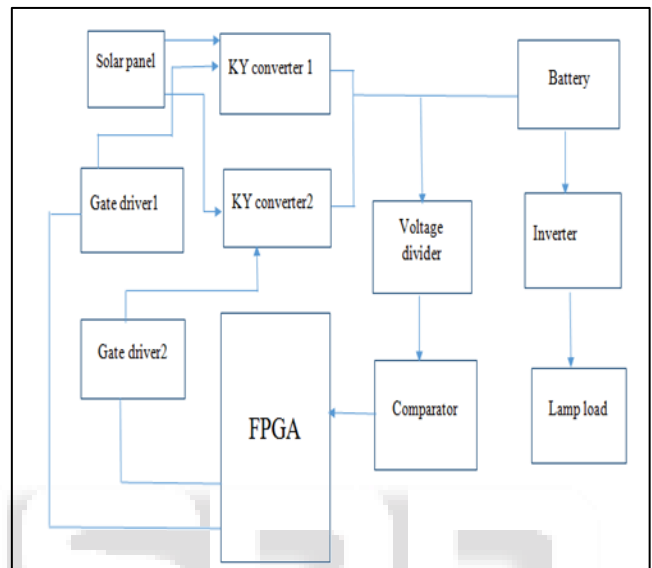 Solar panel
KY converter 1
Battery
Gate driver1
KY converter2
Voltage
divider
Inverter
Gate driver2
FPGA
Comparator
Lamp load